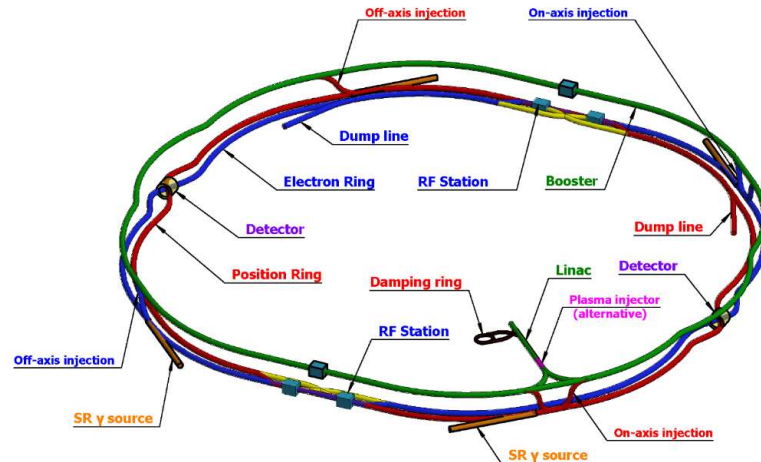 Off-axis injection
On-axis injection
Dump line
Electron Ring
RF Station
Booster
Detector
Dump line
Position Ring
Detector
Damping ring
Linac
Plasma injector
(alternative)
RF Station
Off-axis injection
SR γ source
On-axis injection
SR γ source